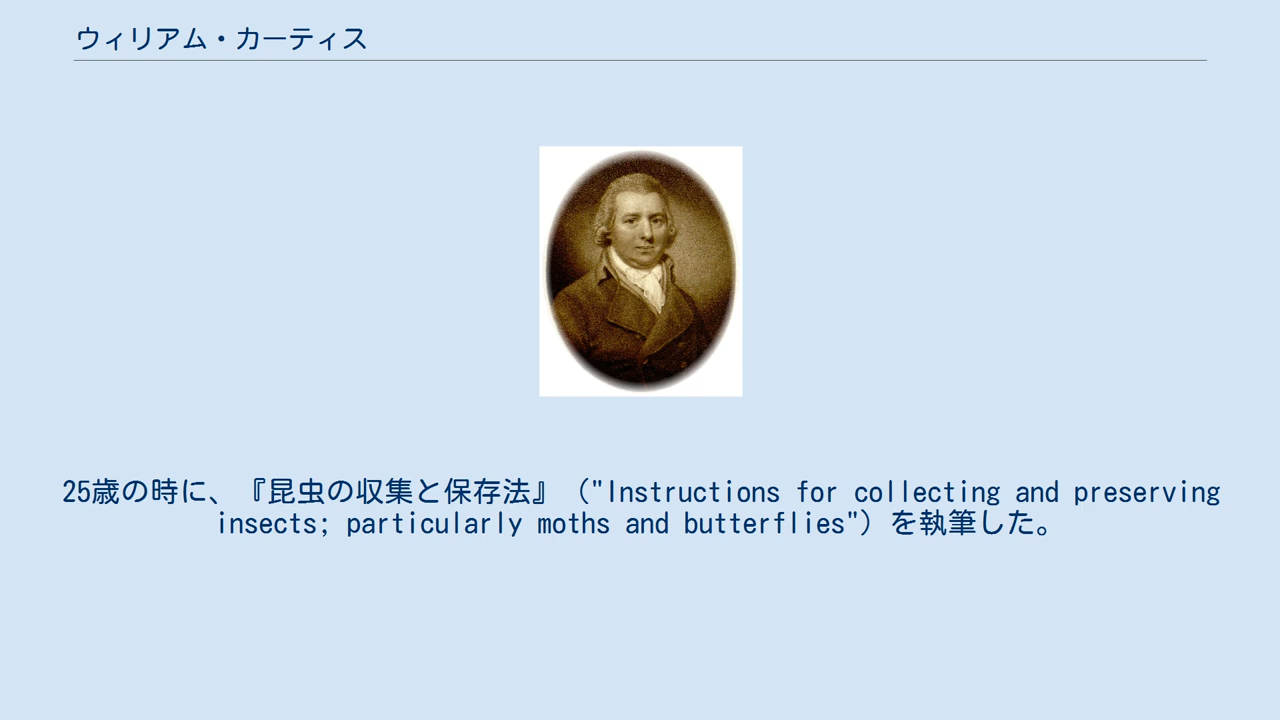 ウィリアム・カーティス
25歳の時に、『昆虫の収集と保存法』（"Instructions for collecting and preserving
insects; particularly moths and butterflies"）を執筆した。